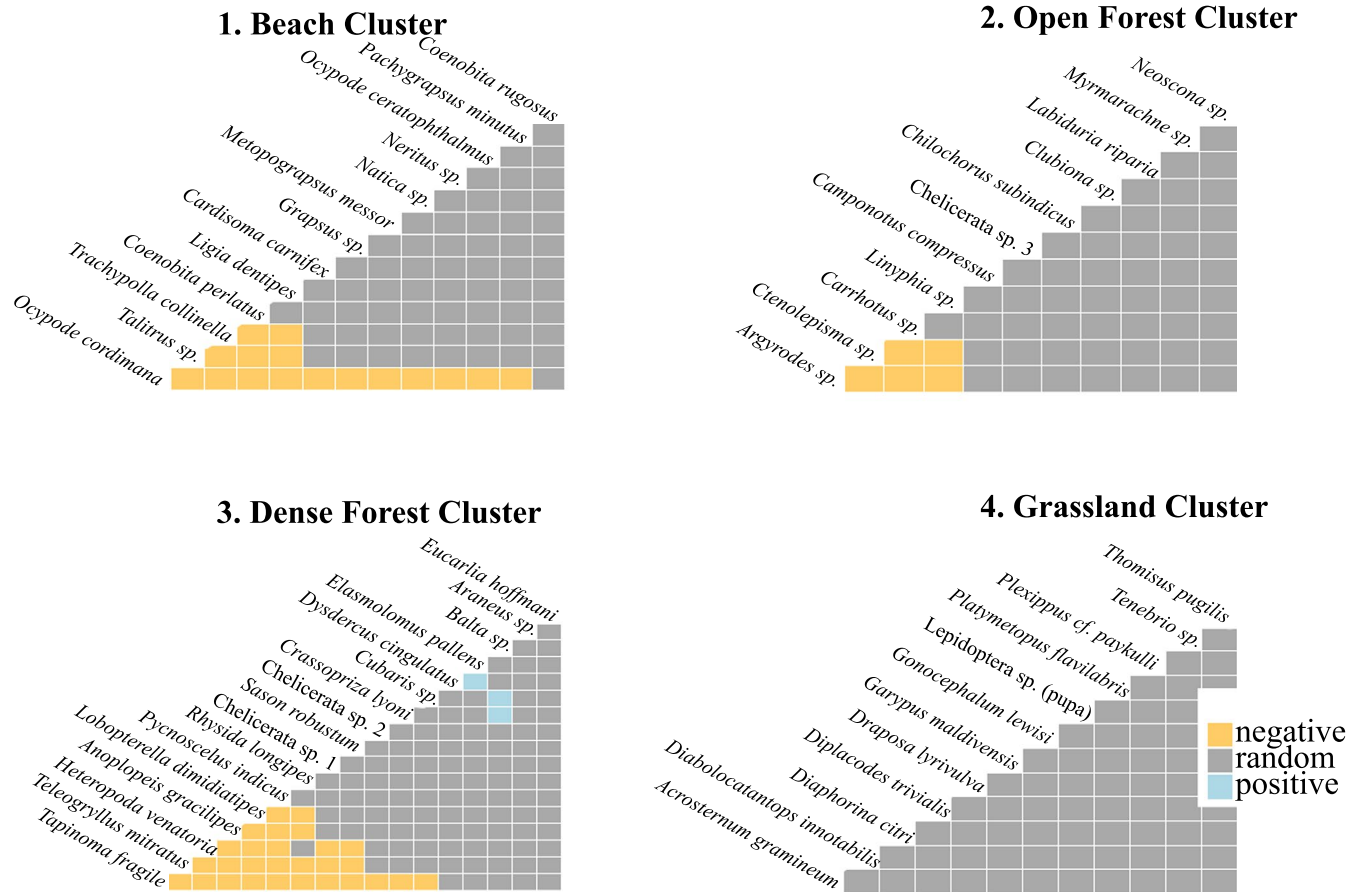 1. Beach Cluster
Coenobita rugosus
Pachygrapsus minutus
Ocypode ceratophthalmus
Neritus sp.
Natica sp.
Metopograpsus messor
Grapsus sp.
Cardisoma carnifex
Ligia dentipes
Coenobita perlatus
Trachypolla collinella
Talitrus sp.
Ocypode cordimana
2. Open Forest Cluster
Neoscona sp.
Myrmarachne sp.
Labiduria riparia
Clubiona sp.
Chilochorus subindicus
Chelicerata sp. 3
Camponotus compressus
Linyphia sp.
Carrhotus sp.
Ctenolepisma sp.
Argyrodes sp.
3. Dense Forest Cluster
Eucarlia hoffmani
Araneus sp.
Balta sp.
Elasmolomus pallens
Dysdercus cingulatus
Cubaris sp.
Crassopriza lyoni
Chelicerata sp. 2
Sason robustum
Chelicerata sp. 1
Rhysida longipes
Pycnoscelus indicus
Lobopterella dimidiatipes
Anoplopeis gracilipes
Heteropoda venatoria
Teleogryllus mitratus
Tapinoma fragile
4. Grassland Cluster
Thomisus pugilis
Tenebrio sp.
Plexippus cf. paykulli
Platymetopus flavilabris
Lepidoptera sp. (pupa)
Gonocephalum lewisi
Garypus maldivensis
Draposa lyrivulva
Diplacodes trivialis
Diaphorina citri
Diabolocatantops innotabilis
Acrosternum gramineum
negative
random
positive